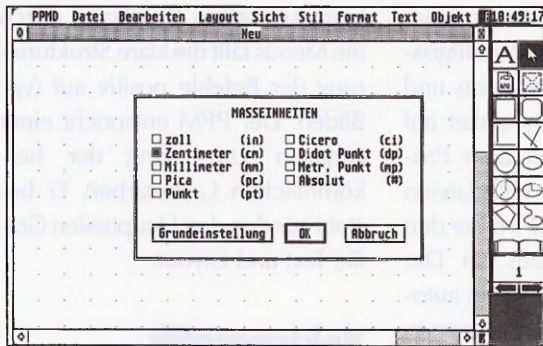 PPMD Datei Bearbeiten Layout Sicht Stil Format Text Objekt 10:49:17
Neu
A
MASSEINHEITEN
zoll (in)
Zentimeter (cm)
Millimeter (mm)
Pica (pc)
Punkt (pt)
Cicero (ci)
Didot Punkt (dp)
Metr. Punkt (mp)
Absolut (#)
Grundeinstellung OK Abbruch
1